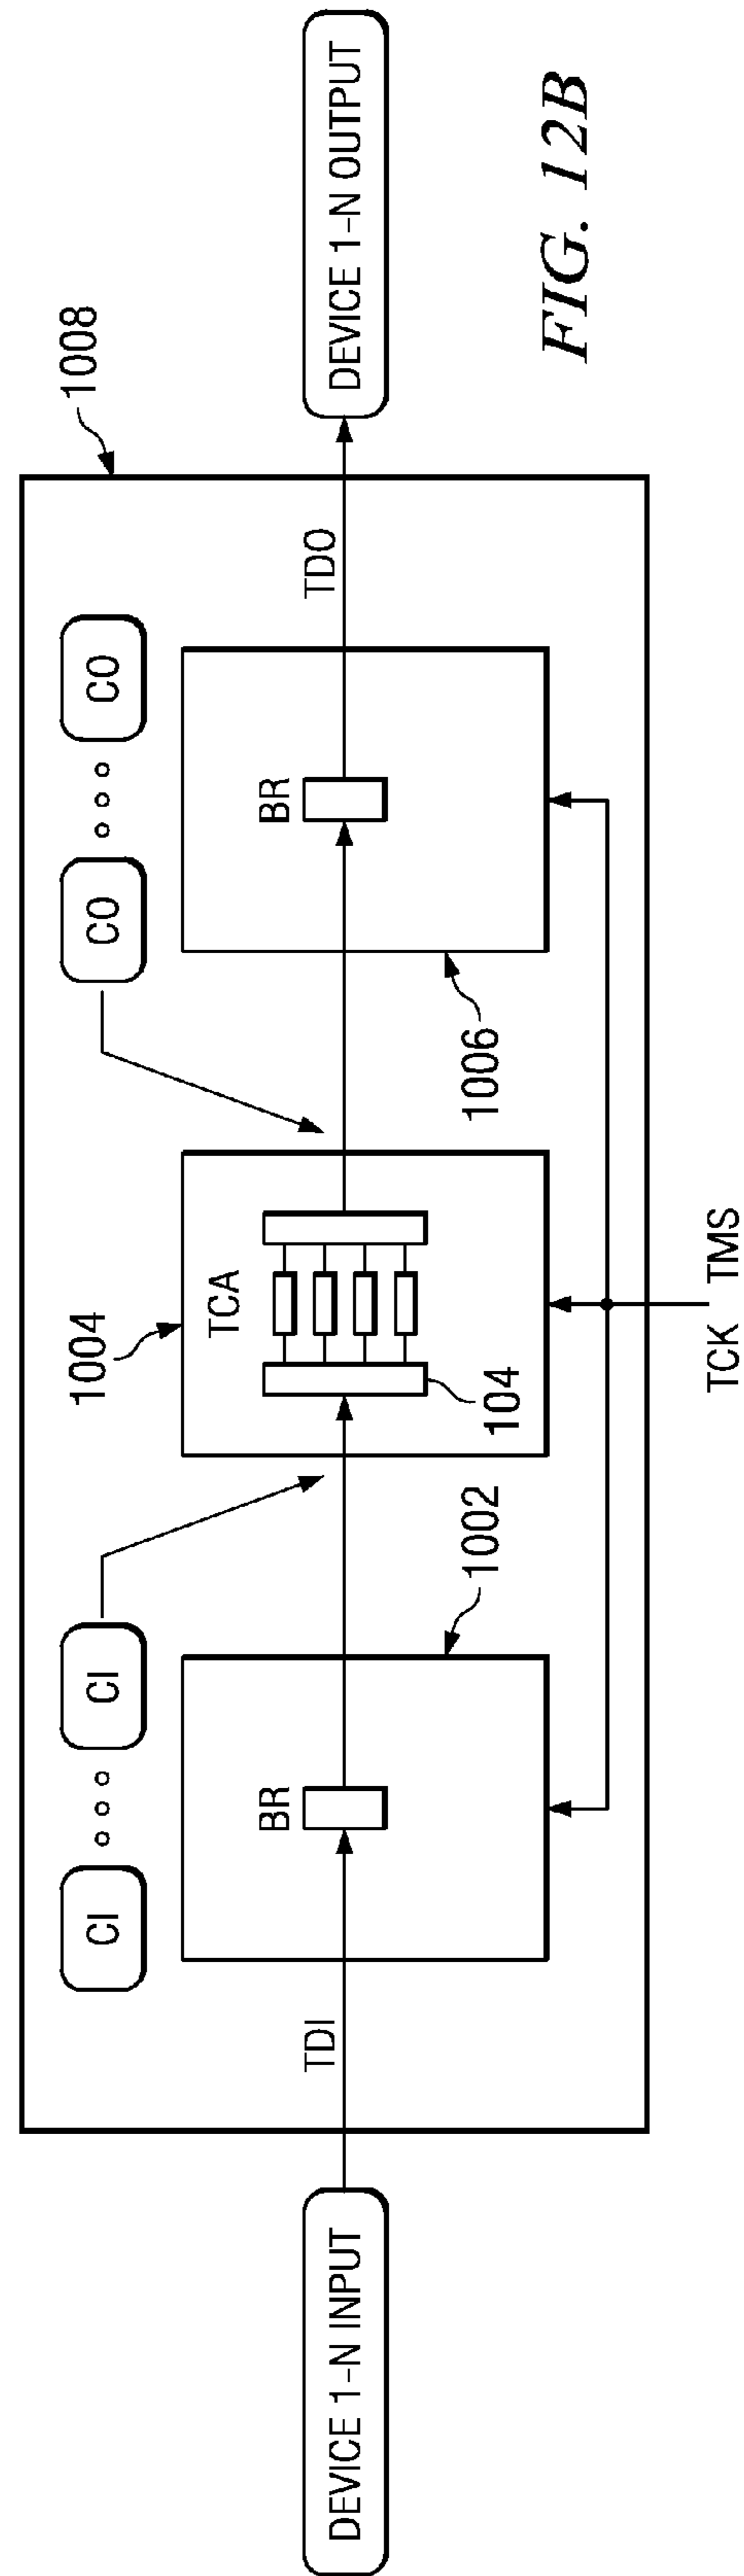 1008
CI
CI
CO
CO
1004
DEVICE 1-N INPUT
TDI
BR
TCA
BR
TDO
DEVICE 1-N OUTPUT
104
1002
1006
TCK TMS
FIG. 12B